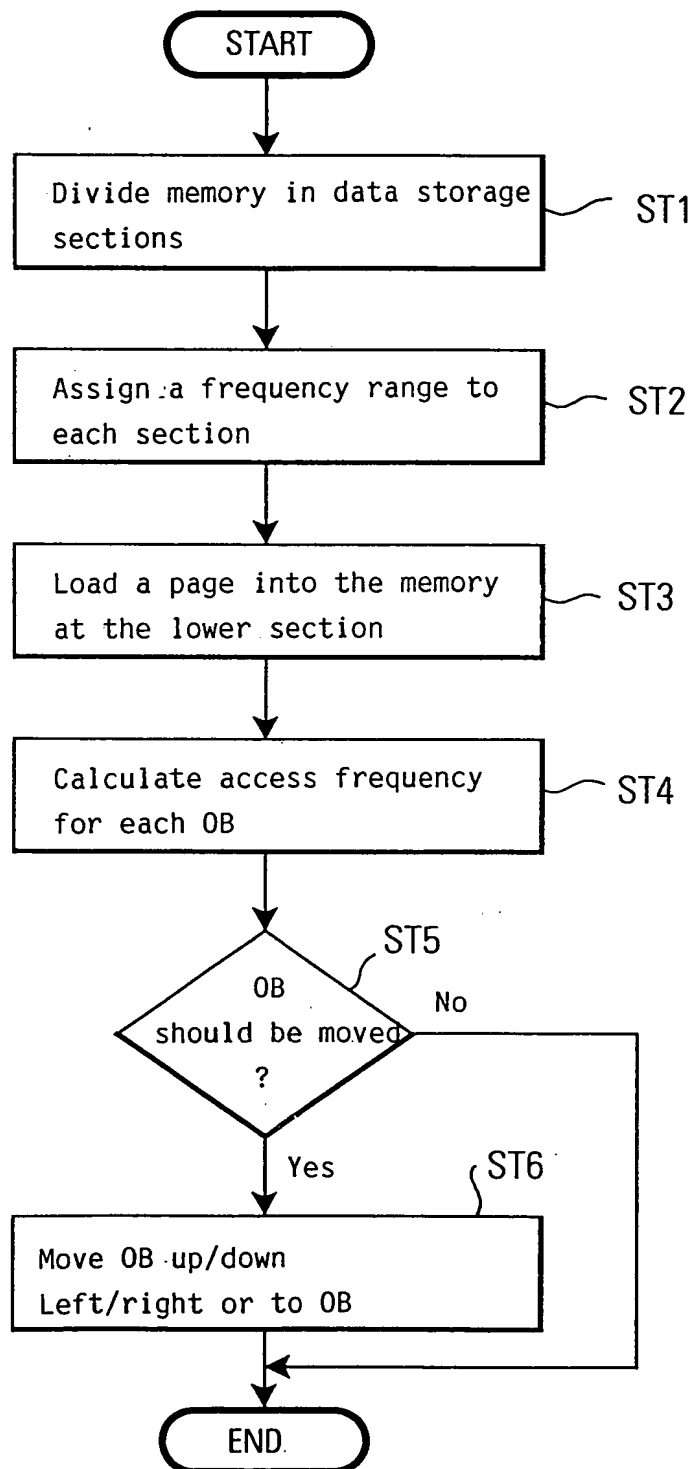 START
Divide memory in data storage
sections
ST1
Assign a frequency range to
each section
ST2
Load a page into the memory
at the lower section
ST3
Calculate access frequency
for each OB
ST4
ST5
OB
should be moved
?
No
Yes
ST6
Move OB up/down
Left/right or to OB
END